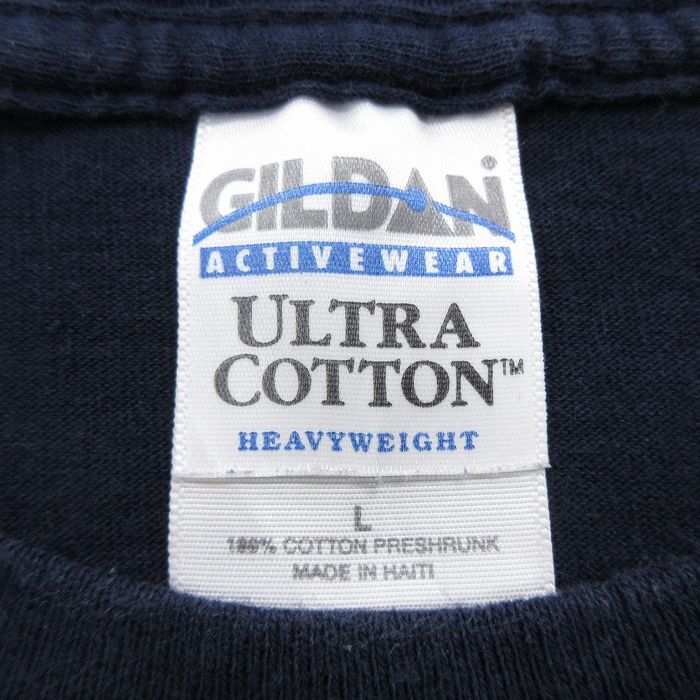 GILDAN®
ACTIVEWEAR
ULTRA
COTTON™
HEAVYWEIGHT
L
100% COTTON PRESHRUNK
MADE IN HAITI